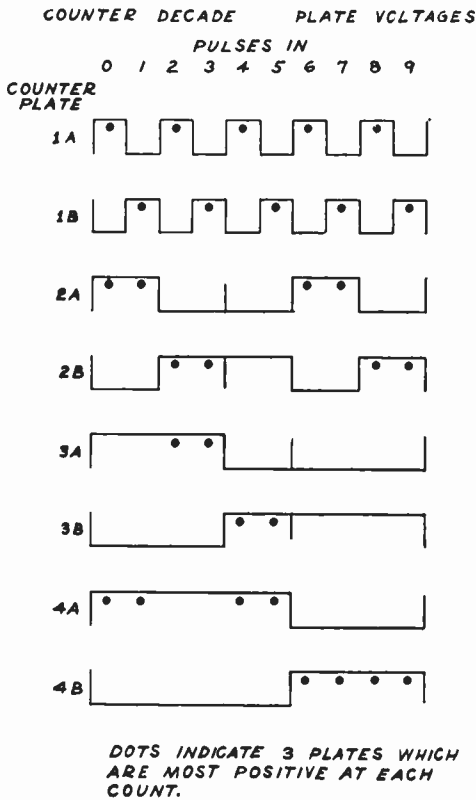 COUNTER DECADE PLATE VOLTAGES
PULSES IN
0 1 2 3 4 5 6 7 8 9
COUNTER
PLATE
1A
1B
2A
2B
3A
3B
4A
4B
DOTS INDICATE 3 PLATES WHICH
ARE MOST POSITIVE AT EACH
COUNT.